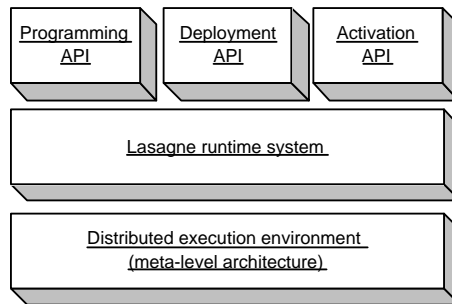 Programming
API
Deployment
API
Activation
API
Lasagne runtime system
Distributed execution environment
(meta-level architecture)